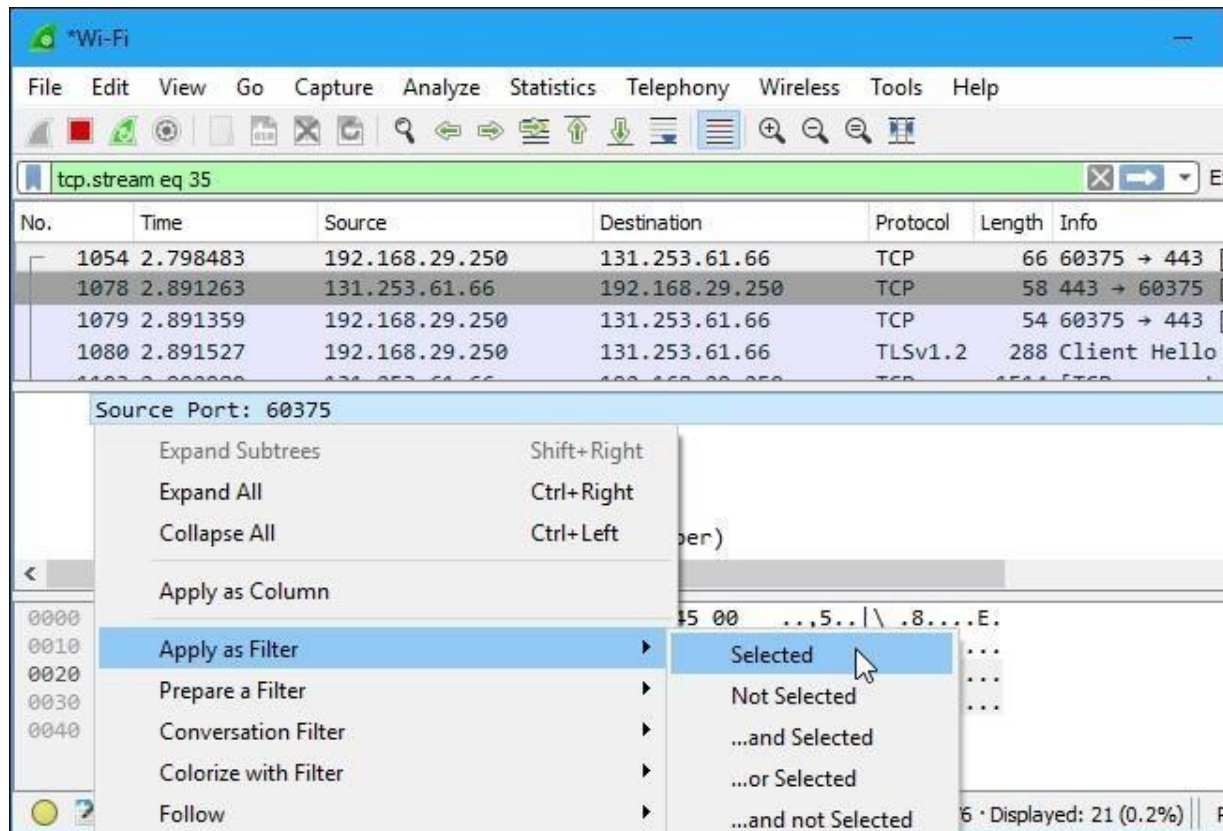 *Wi-Fi
File Edit View Go Capture Analyze Statistics Telephony Wireless Tools Help
tcp.stream eq 35
No. Time Source Destination Protocol Length Info
1054 2.798483 192.168.29.250 131.253.61.66 TCP 66 60375 → 443 [
1078 2.891263 131.253.61.66 192.168.29.250 TCP 58 443 → 60375 [
1079 2.891359 192.168.29.250 131.253.61.66 TCP 54 60375 → 443 [
1080 2.891527 192.168.29.250 131.253.61.66 TLSv1.2 288 Client Hello
Source Port: 60375
Expand Subtrees Shift+Right
Expand All Ctrl+Right
Collapse All Ctrl+Left
ber)
Apply as Column
0000 45 00 ..,5..|\ .8....E.
0010 Apply as Filter Selected ...
0020 ...
Prepare a Filter Not Selected
0030 ...
0040 Conversation Filter ...and Selected
Colorize with Filter ...or Selected
Follow ...and not Selected 6 · Displayed: 21 (0.2%)